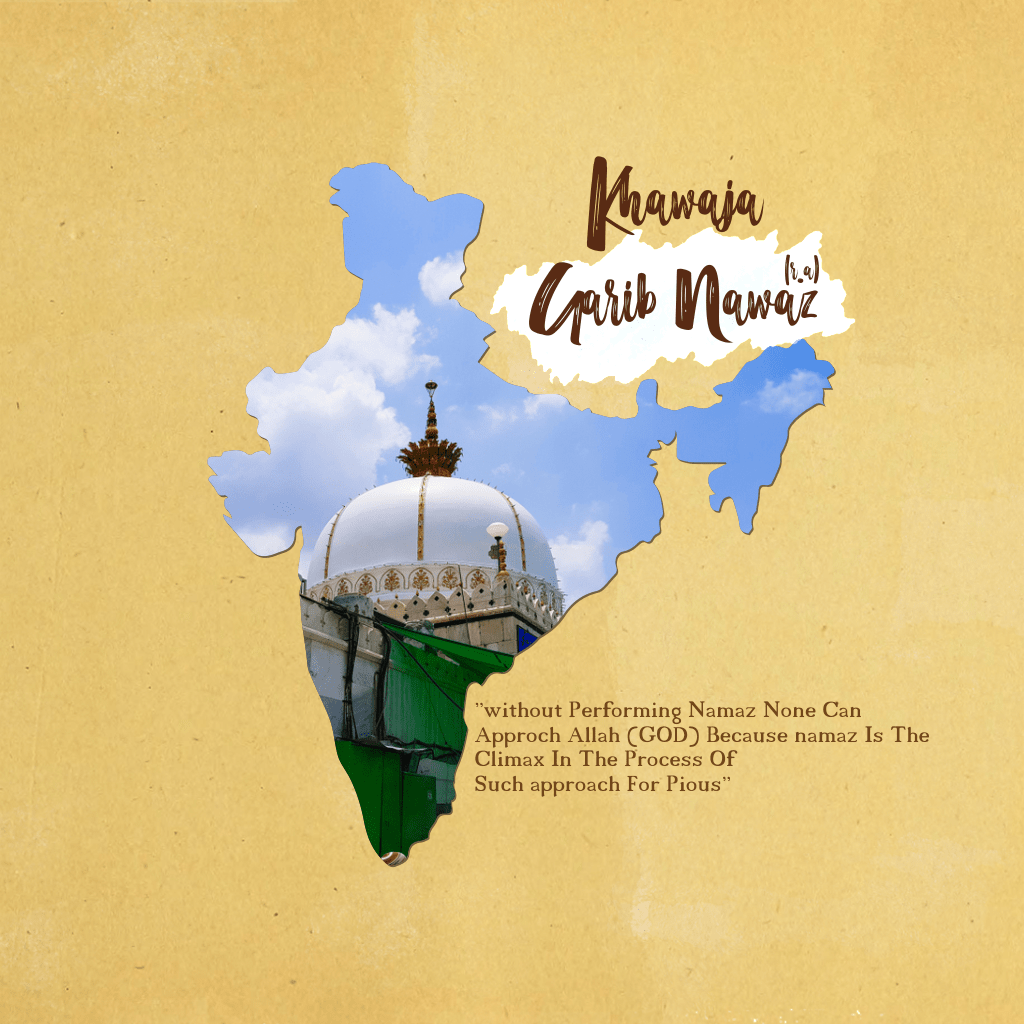 Khawaja
Garib Nawaz
(r.a)
"without Performing Namaz None Can
Approch Allah (GOD) Because namaz Is The
Climax In The Process Of
Such approach For Pious"